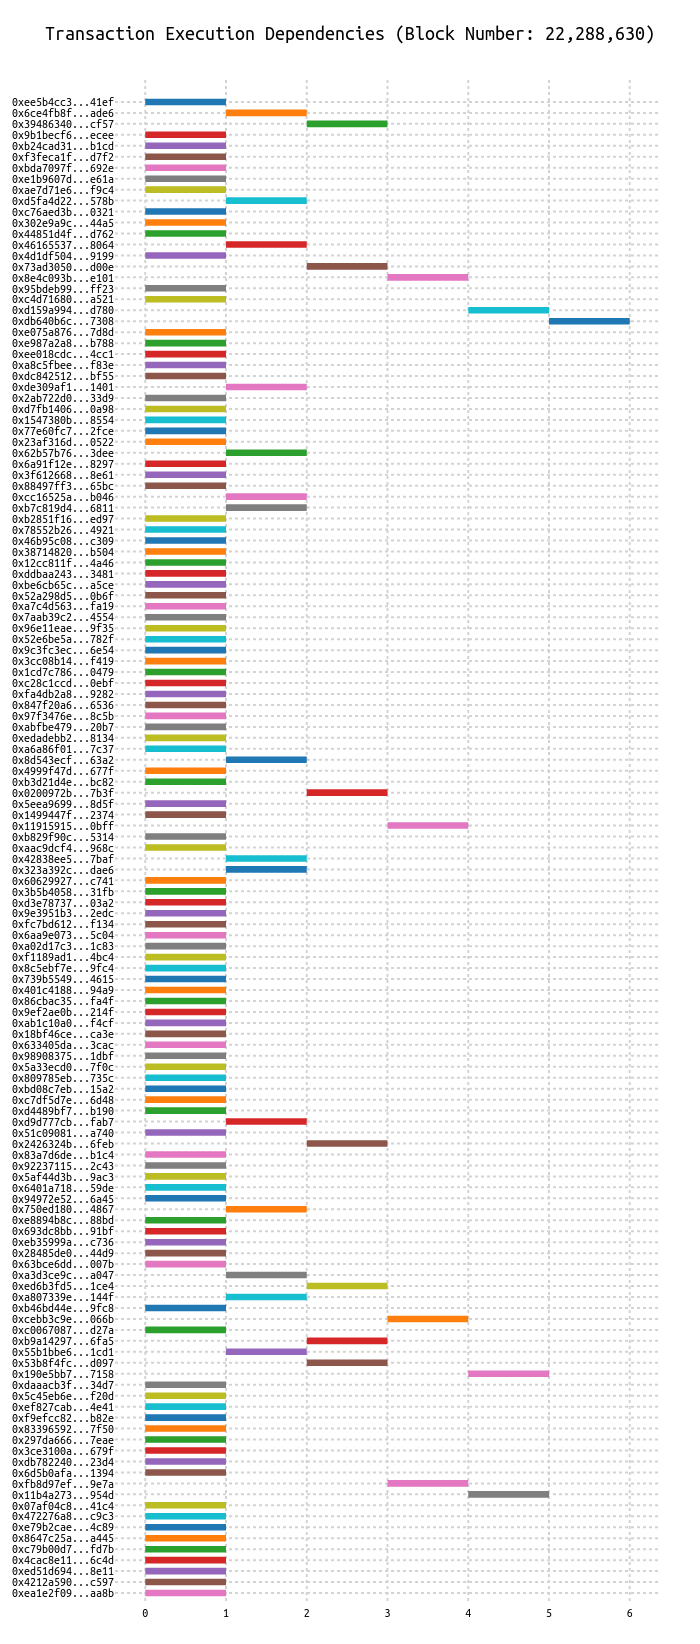 Transaction Execution Dependencies (Block Number: 22,288,630)
0xee5b4cc3...41ef
0x6ce4fb8f...ade6
0x39486340...cf57
0x9b1becf6...ecee
0xb24cad31...b1cd
0xf3feca1f...d7f2
0xbda7097f...692e
0xe1b9607d...e61a
0xae7d71e6...f9c4
0xd5fa4d22...578b
0xc76aed3b...0321
0x302e9a9c...44a5
0x44851d4f...d762
0x46165537...8064
0x4d1df504...9199
0x73ad3050...d00e
0x8e4c093b...e101
0x95bdeb99...ff23
0xc4d71680...a521
0xd159a994...d780
0xdb640b6c...7308
0xe075a876...7d8d
0xe987a2a8...b788
0xee018cdc...4cc1
0xa8c5fbee...f83e
0xdc842512...bf55
0xde309af1...1401
0x2ab722d0...33d9
0xd7fb1406...0a98
0x1547380b...8554
0x77e60fc7...2fce
0x23af316d...0522
0x62b57b76...3dee
0x6a91f12e...8297
0x3f612668...8e61
0x88497ff3...65bc
0xcc16525a...b046
0xb7c819d4...6811
0xb2851f16...ed97
0x78552b26...4921
0x46b95c08...c309
0x38714820...b504
0x12cc811f...4a46
0xddbaa243...3481
0xbe6cb65c...a5ce
0x52a298d5...0b6f
0xa7c4d563...fa19
0x7aab39c2...4554
0x96e11eae...9f35
0x52e6be5a...782f
0x9c3fc3ec...6e54
0x3cc08b14...f419
0x1cd7c786...0479
0xc28c1ccd...0ebf
0xfa4db2a8...9282
0x847f20a6...6536
0x97f3476e...8c5b
0xabfbe479...20b7
0xedadebb2...8134
0xa6a86f01...7c37
0x8d543ecf...63a2
0x4999f47d...677f
0xb3d21d4e...bc82
0x0200972b...7b3f
0x5eea9699...8d5f
0x1499447f...2374
0x11915915...0bff
0xb829f90c...5314
0xaac9dcf4...968c
0x42838ee5...7baf
0x323a392c...dae6
0x60629927...c741
0x3b5b4058...31fb
0xd3e78737...03a2
0x9e3951b3...2edc
0xfc7bd612...f134
0x6aa9e073...5c04
0xa02d17c3...1c83
0xf1189ad1...4bc4
0x8c5ebf7e...9fc4
0x739b5549...4615
0x401c4188...94a9
0x86cbac35...fa4f
0x9ef2ae0b...214f
0xab1c10a0...f4cf
0x18bf46ce...ca3e
0x633405da...3cac
0x98908375...1dbf
0x5a33ecd0...7f0c
0x809785eb...735c
0xbd08c7eb...15a2
0xc7df5d7e...6d48
0xd4489bf7...b190
0xd9d777cb...fab7
0x51c09081...a740
0x2426324b...6feb
0x83a7d6de...b1c4
0x92237115...2c43
0x5af44d3b...9ac3
0x6401a718...59de
0x94972e52...6a45
0x750ed180...4867
0xe8894b8c...88bd
0x693dc8bb...91bf
0xeb35999a...c736
0x28485de0...44d9
0x63bce6dd...007b
0xa3d3ce9c...a047
0xed6b3fd5...1ce4
0xa807339e...144f
0xb46bd44e...9fc8
0xcebb3c9e...066b
0xc0067087...d27a
0xb9a14297...6fa5
0x55b1bbe6...1cd1
0x53b8f4fc...d097
0x190e5bb7...7158
0xdaaacb3f...34d7
0x5c45eb6e...f20d
0xef827cab...4e41
0xf9efcc82...b82e
0x83396592...7f50
0x297da666...7eae
0x3ce3100a...679f
0xdb782240...23d4
0x6d5b0afa...1394
0xfb8d97ef...9e7a
0x11b4a273...954d
0x07af04c8...41c4
0x472276a8...c9c3
0xe79b2cae...4c89
0x8647c25a...a445
0xc79b00d7...fd7b
0x4cac8e11...6c4d
0xed51d694...8e11
0x4212a590...c597
0xea1e2f09...aa8b
0 1 2 3 4 5 6